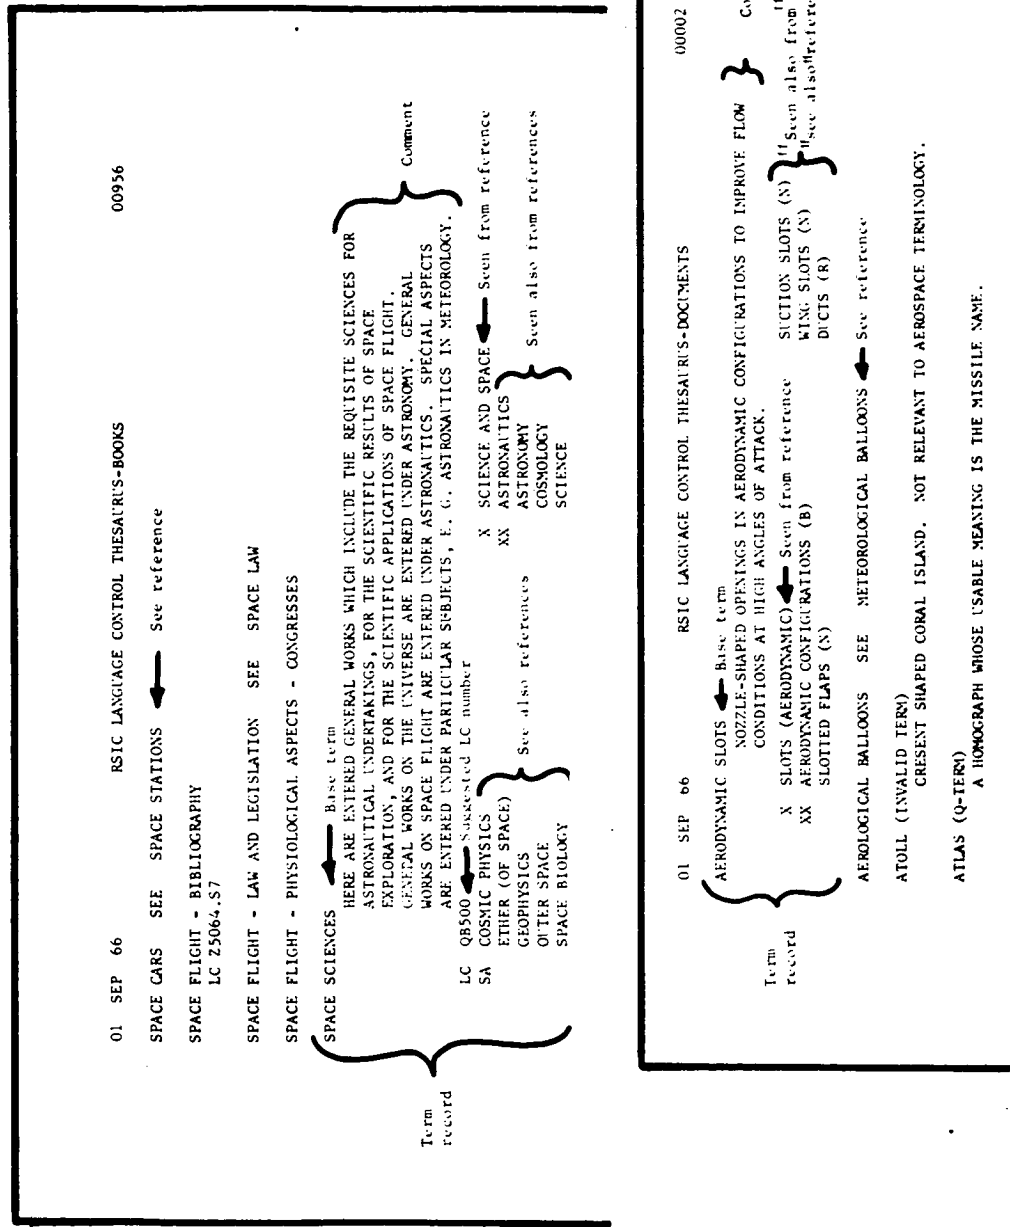 01 SEP 66 RSIC LANGUAGE CONTROL THESAURUS-BOOKS 00956
SPACE CARS SEE SPACE STATIONS See reference
SPACE FLIGHT - BIBLIOGRAPHY
LC Z5064.S7
SPACE FLIGHT - LAW AND LEGISLATION SEE SPACE LAW
SPACE FLIGHT - PHYSIOLOGICAL ASPECTS - CONGRESSES
SPACE SCIENCES Base term
HERE ARE ENTERED GENERAL WORKS WHICH INCLUDE THE REQUISITE SCIENCES FOR
ASTRONAUTICAL UNDERTAKINGS, FOR THE SCIENTIFIC RESULTS OF SPACE
EXPLORATION, AND FOR THE SCIENTIFIC APPLICATIONS OF SPACE FLIGHT.
GENERAL WORKS ON THE UNIVERSE ARE ENTERED UNDER ASTRONOMY. GENERAL
WORKS ON SPACE FLIGHT ARE ENTERED UNDER ASTRONAUTICS. SPECIAL ASPECTS
ARE ENTERED UNDER PARTICULAR SUBJECTS, E. G. ASTRONAUTICS IN METEOROLOGY.
Comment
LC QB500 Suggested LC number
SA COSMIC PHYSICS
ETHER (OF SPACE)
GEOPHYSICS
OUTER SPACE
SPACE BIOLOGY
See also references
X SCIENCE AND SPACE Seen from reference
XX ASTRONAUTICS
ASTRONOMY
COSMOLOGY
SCIENCE
Seen also from references
Term
record
01 SEP 66 RSIC LANGUAGE CONTROL THESAURUS-DOCUMENTS 00002
AERODYNAMIC SLOTS Base term
NOZZLE-SHAPED OPENINGS IN AERODYNAMIC CONFIGURATIONS TO IMPROVE FLOW
CONDITIONS AT HIGH ANGLES OF ATTACK.
Co
X SLOTS (AERODYNAMIC) Seen from reference
XX AERODYNAMIC CONFIGURATIONS (B)
SLOTTED FLAPS (N)
SUCTION SLOTS (N)
WING SLOTS (N)
DUCTS (R)
"Seen also from
"see also"refere
Term
record
AEROLOGICAL BALLOONS SEE METEOROLOGICAL BALLOONS See reference
ATOLL (INVALID TERM)
CRESENT SHAPED CORAL ISLAND. NOT RELEVANT TO AEROSPACE TERMINOLOGY.
ATLAS (Q-TERM)
A HOMOGRAPH WHOSE USABLE MEANING IS THE MISSILE NAME.